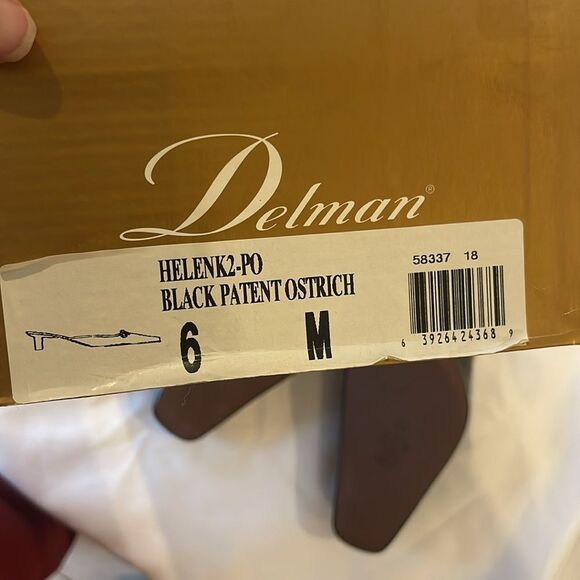 Delman®
HELENK2-PO
BLACK PATENT OSTRICH
6 M
58337 18
6 3926424368 9